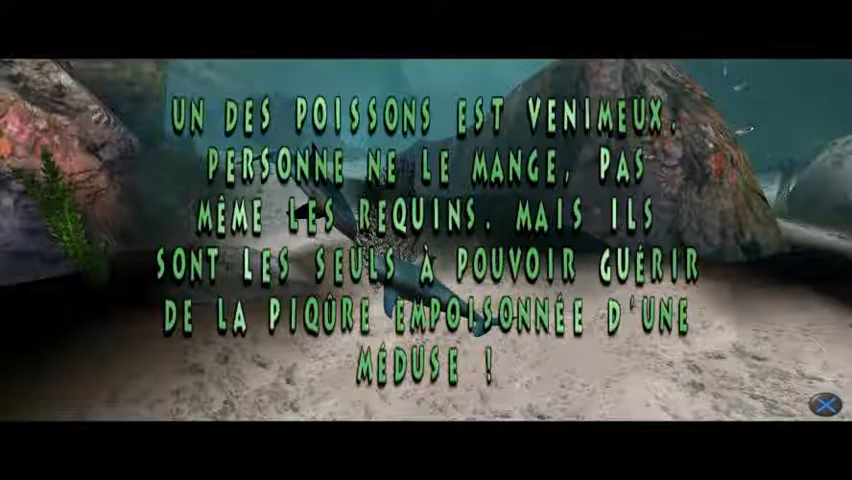 UN DES POISSONS EST VENIMEUX.
PERSONNE NE LE MANGE, PAS
MÊME LES REQUINS. MAIS ILS
SONT LES SEULS À POUVOIR GUÉRIR
DE LA PIQÛRE EMPOISONNÉE D'UNE
MÉDUSE !